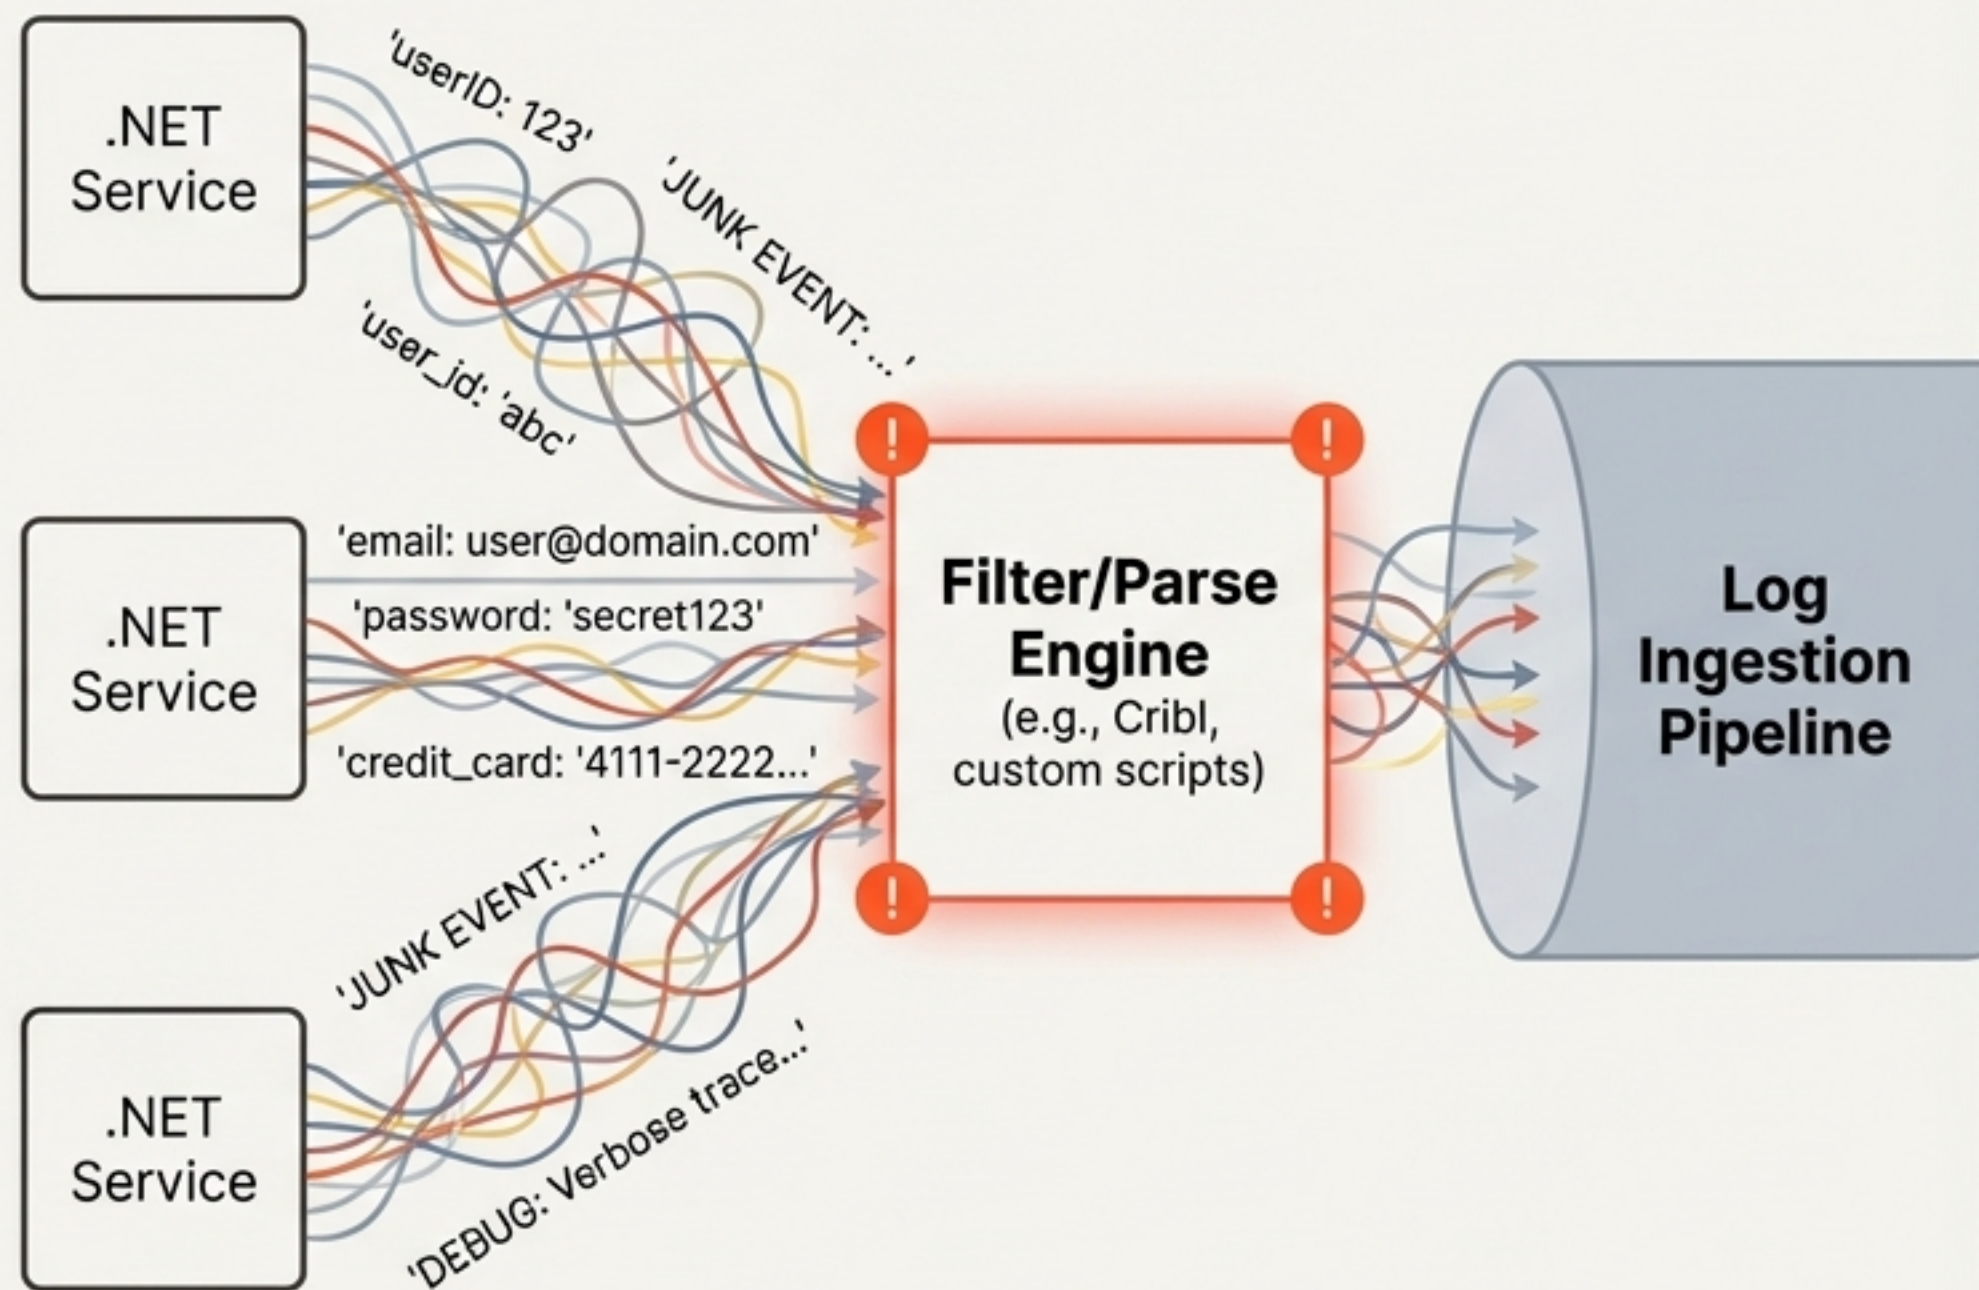 .NET
Service
'userID: 123'
'JUNK EVENT: ...'
'user_id: 'abc'
.NET
Service
'email: user@domain.com'
'password: 'secret123'
'credit_card: '4111-2222...'
.NET
Service
'JUNK EVENT: ...'
'DEBUG: Verbose trace...'
!
!
Filter/Parse
Engine
(e.g., Cribl,
custom scripts)
!
!
Log
Ingestion
Pipeline